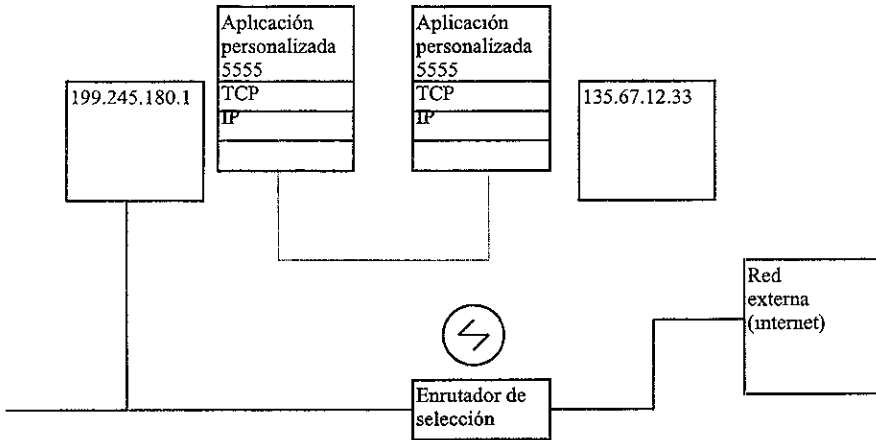 Aplicación
personalizada
5555
TCP
IP
Aplicación
personalizada
5555
TCP
IP
199.245.180.1
135.67.12.33
Red
externa
(internet)
Enrutador de
selección